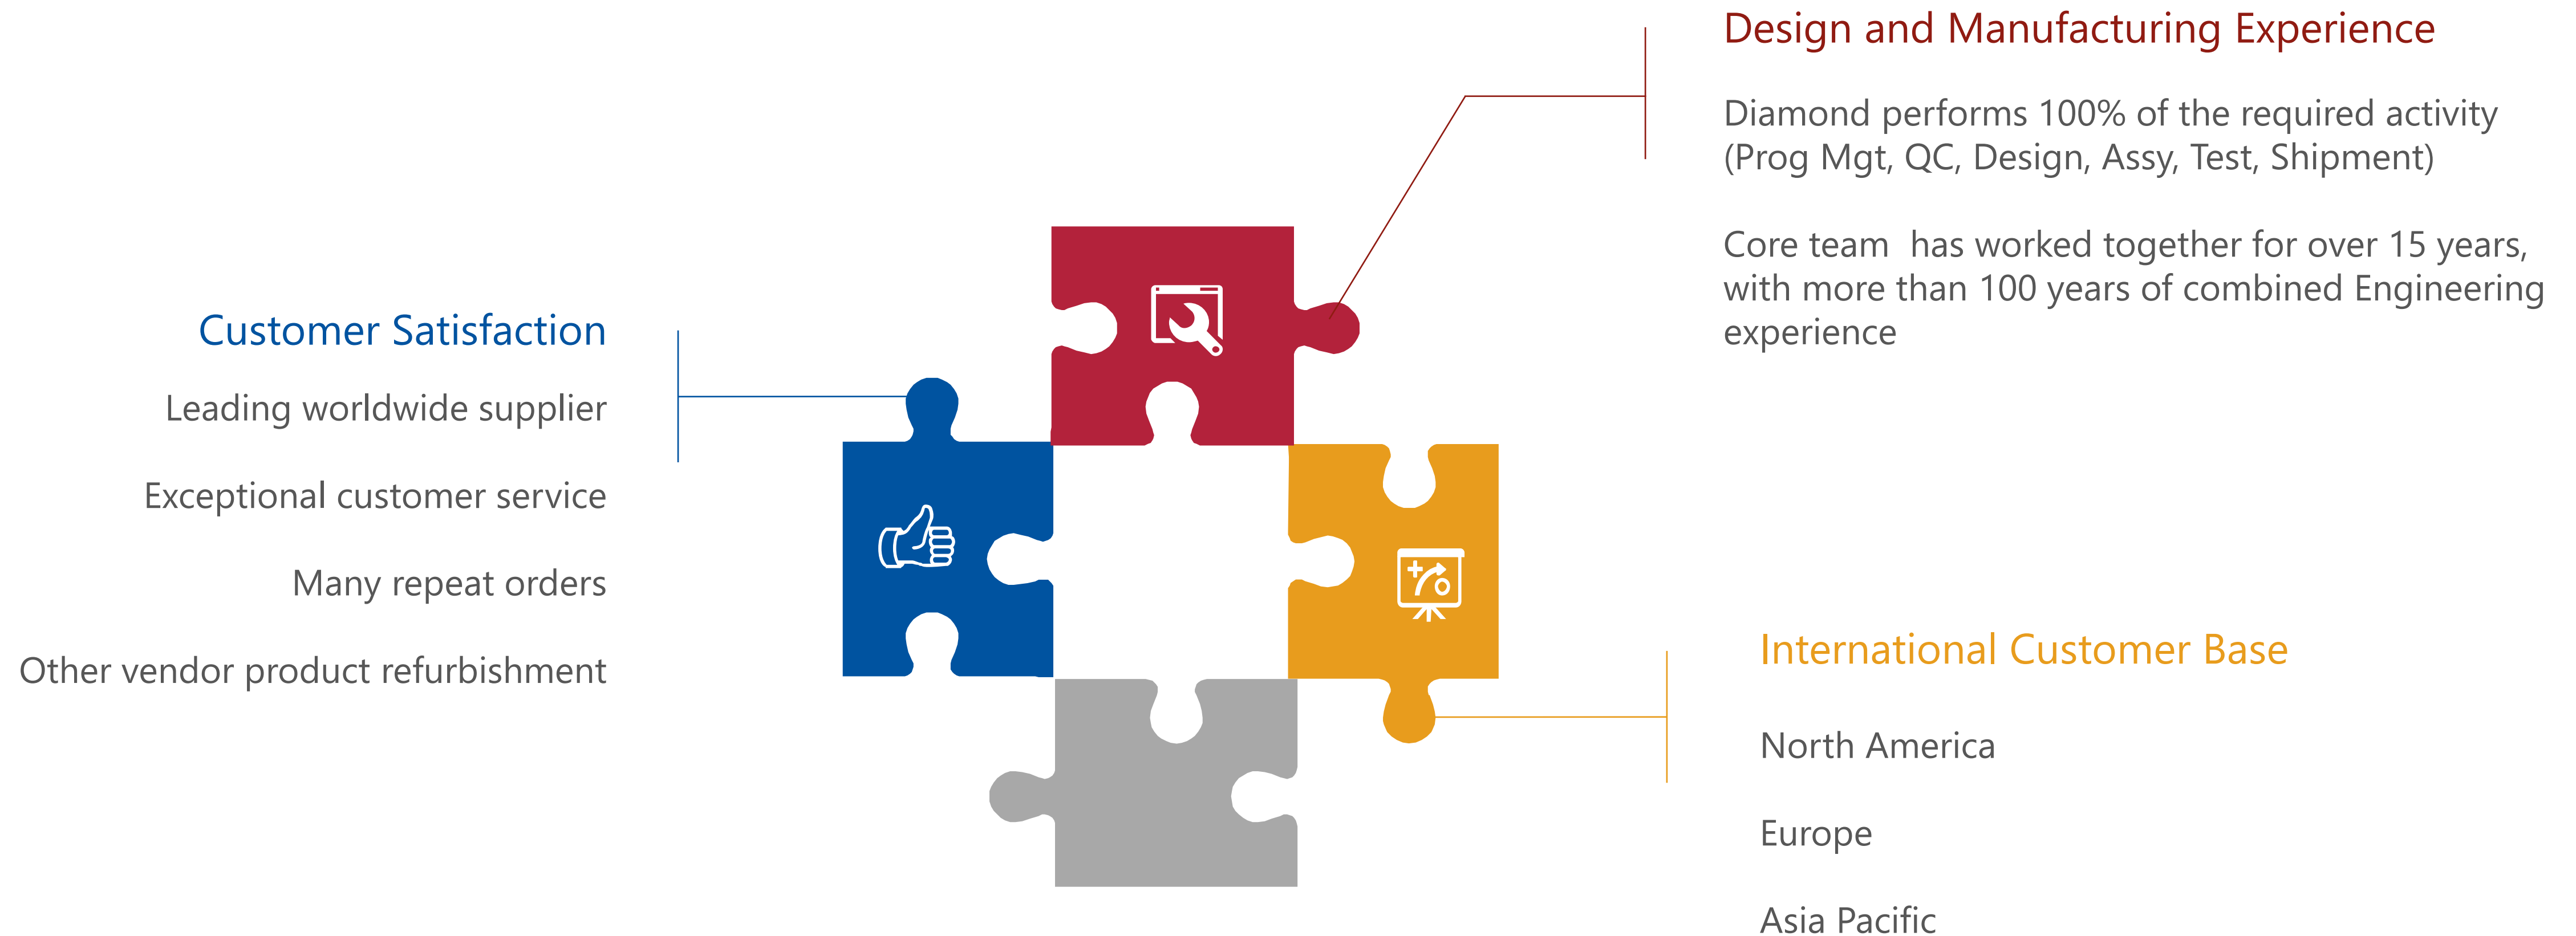 Design and Manufacturing Experience
Diamond performs 100% of the required activity
(Prog Mgt, QC, Design, Assy, Test, Shipment)
Core team  has worked together for over 15 years,
with more than 100 years of combined Engineering
experience
Customer Satisfaction
Leading worldwide supplier
Exceptional customer service
Many repeat orders
Other vendor product refurbishment
International Customer Base
North America
Europe
Asia Pacific